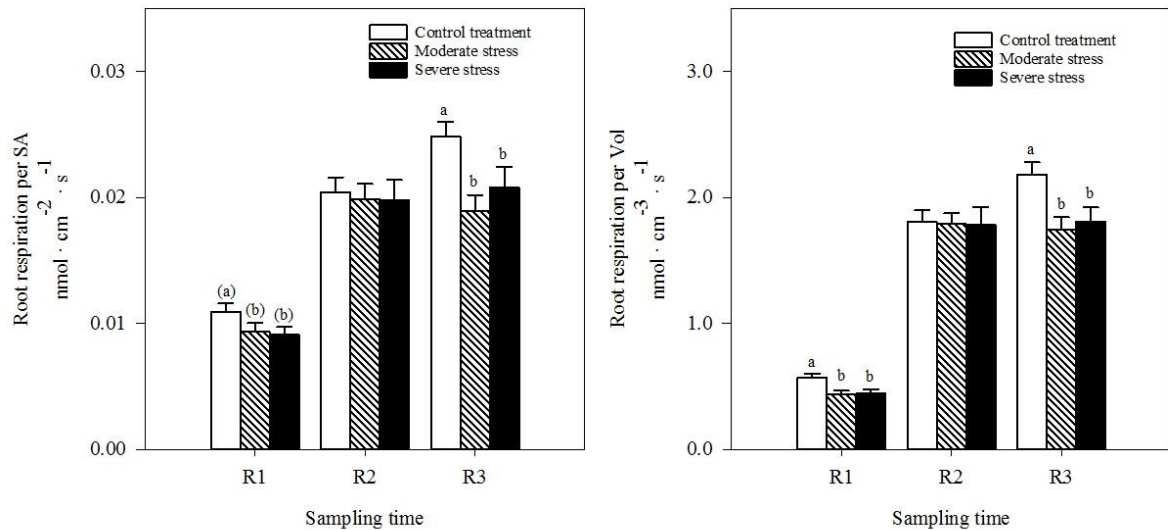 Control treatment
Moderate stress
Severe stress
0.03
0.02
0.01
0.00
Root respiration per SA
nmol · cm -2 · s -1
(a)
(b)
(b)
a
b
b
R1
R2
R3
Sampling time
Control treatment
Moderate stress
Severe stress
3.0
2.0
1.0
0.0
Root respiration per Vol
nmol · cm -3 · s -1
a
b
b
a
b
b
R1
R2
R3
Sampling time